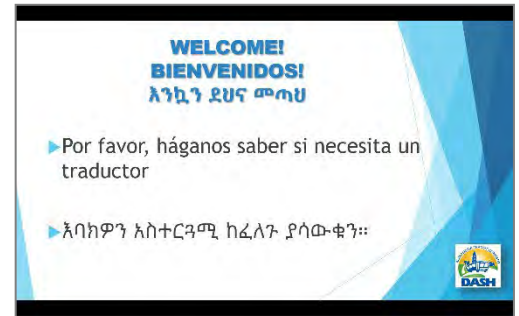 WELCOME!
BIENVENIDOS!
እንኳን ደህና መጣህ
Por favor, háganos saber si necesita un
traductor
እባክዎን አስተርጓሚ ከፈለጉ ያሳውቁን።
DASH